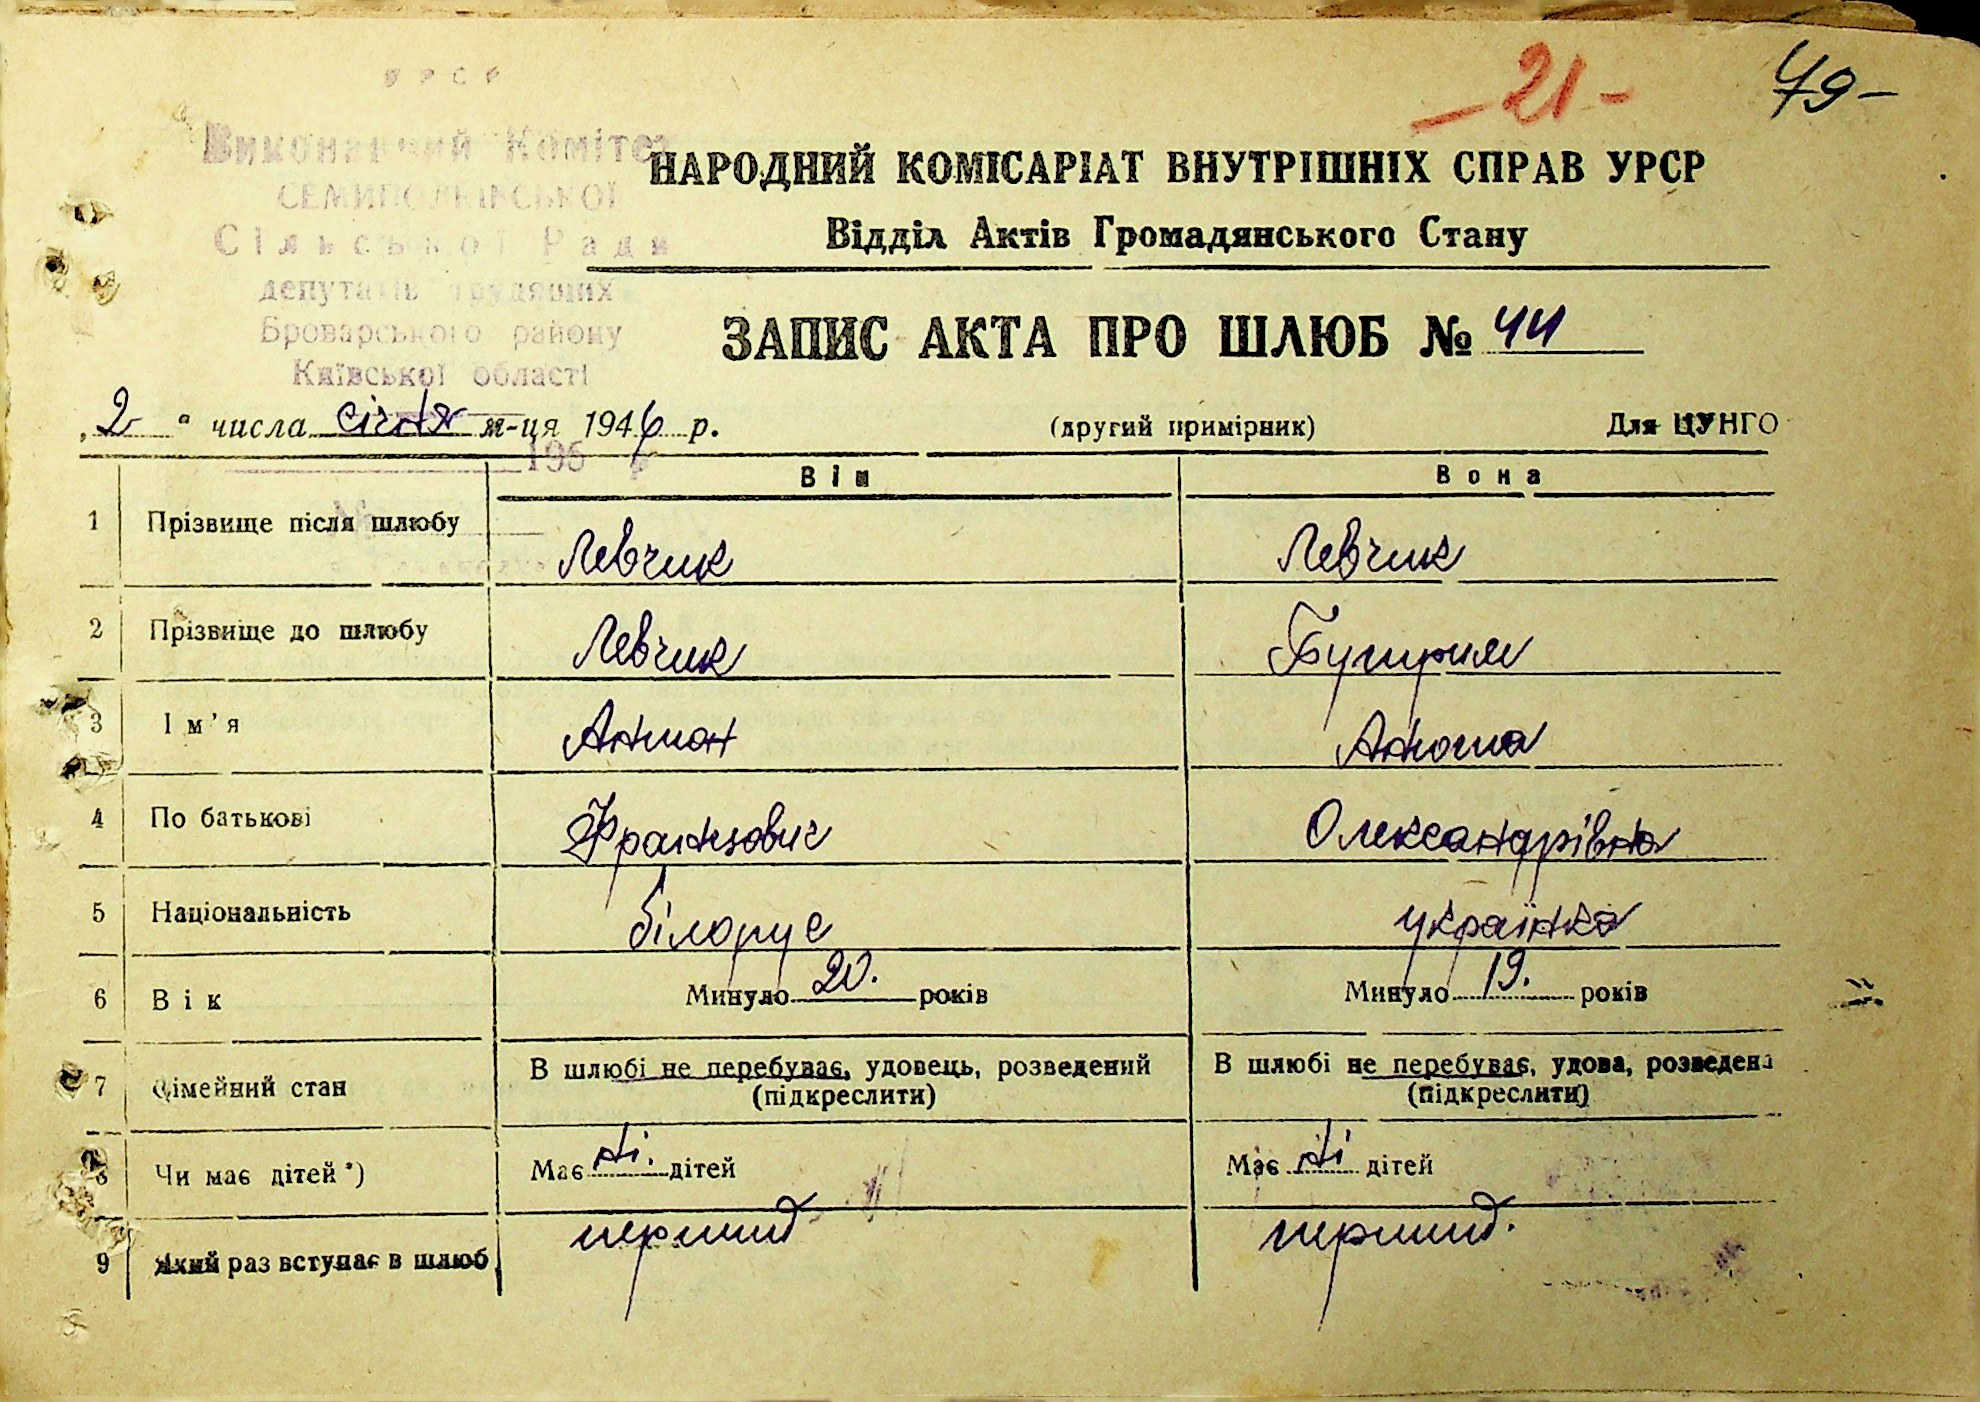 УРСР
-21-
49-
Виконавчий Комітет
СЕМИПОЛКІВСЬКОЇ
Сільської Ради
депутатів трудящих
Броварського району
Київської області
НАРОДНИЙ КОМІСАРІАТ ВНУТРІШНІХ СПРАВ УРСР
Відділ Актів Громадянського Стану
ЗАПИС АКТА ПРО ШЛЮБ № 44
„2" числа січня м-ця 1946 р.
(другий примірник)
Для ЦУНГО
195 р
Він
Вона
1 Прізвище після шлюбу Левчик Левчик
2 Прізвище до шлюбу Левчик
3 Ім'я Антон
4 По батькові Францович Олександрівна
5 Національність білорус українка
6 Вік Минуло 20. років Минуло 19. років
7 Сімейний стан В шлюбі не перебуває, удовець, розведений (підкреслити) В шлюбі не перебуває, удова, розведена (підкреслити)
8 Чи має дітей*) Має ні. дітей Має ні дітей
9 Який раз вступає в шлюб перший перший.